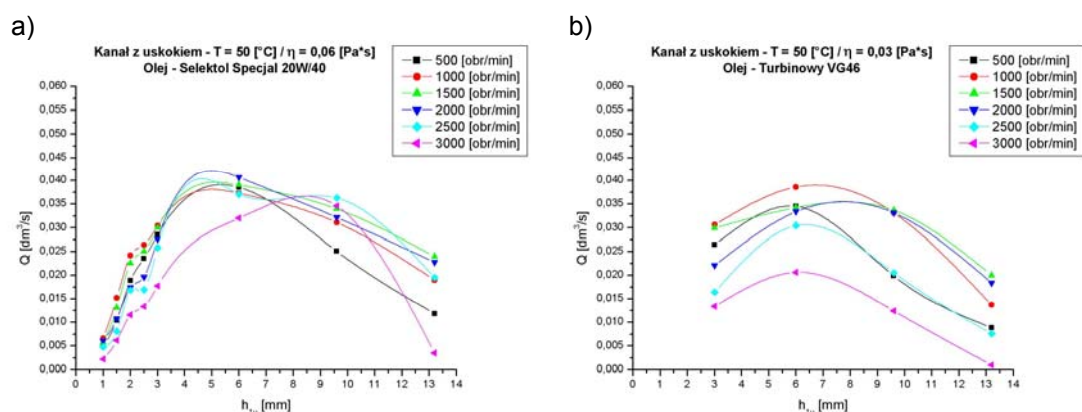 a)
Kanał z uskokiem - T = 50 [°C] / η = 0,06 [Pa*s]
Olej - Selektol Specjal 20W/40
500 [obr/min]
1000 [obr/min]
1500 [obr/min]
2000 [obr/min]
2500 [obr/min]
3000 [obr/min]
0,060
0,055
0,050
0,045
0,040
0,035
0,030
0,025
0,020
0,015
0,010
0,005
0,000
Q [dm³/s]
0 1 2 3 4 5 6 7 8 9 10 11 12 13 14
[mm]
b)
Kanał z uskokiem - T = 50 [°C] / η = 0,03 [Pa*s]
Olej - Turbinowy VG46
500 [obr/min]
1000 [obr/min]
1500 [obr/min]
2000 [obr/min]
2500 [obr/min]
3000 [obr/min]
0,060
0,055
0,050
0,045
0,040
0,035
0,030
0,025
0,020
0,015
0,010
0,005
0,000
Q [dm³/s]
0 1 2 3 4 5 6 7 8 9 10 11 12 13 14
[mm]